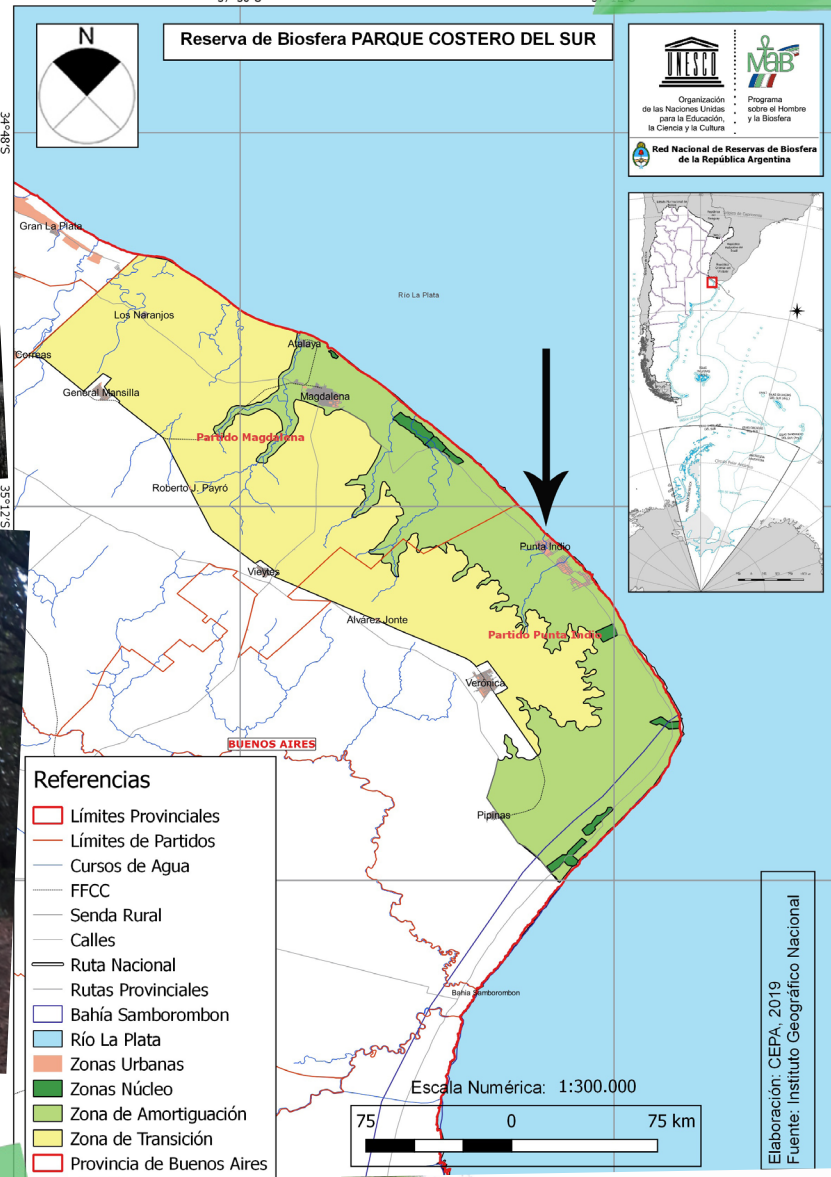 Reserva de Biosfera PARQUE COSTERO DEL SUR
N
UNESCO
MaB
Organización
de las Naciones Unidas
para la Educación,
la Ciencia y la Cultura
Programa
sobre el Hombre
y la Biosfera
Red Nacional de Reservas de Biosfera
de la República Argentina
34°48'S
35°12'S
Gran La Plata
Río La Plata
Los Naranjos
Correas
Atalaya
General Mansilla
Magdalena
Partido Magdalena
Roberto J. Payró
Punta Indio
Vieytes
Alvarez Jonte
Partido Punta Indio
Verónica
BUENOS AIRES
Pipinas
Bahia Samborombon
Referencias
Límites Provinciales
Límites de Partidos
Cursos de Agua
FFCC
Senda Rural
Calles
Ruta Nacional
Rutas Provinciales
Bahía Samborombon
Río La Plata
Zonas Urbanas
Zonas Núcleo
Zona de Amortiguación
Zona de Transición
Provincia de Buenos Aires
Escala Numérica: 1:300.000
75 0 75 km
Elaboración: CEPA, 2019
Fuente: Instituto Geográfico Nacional